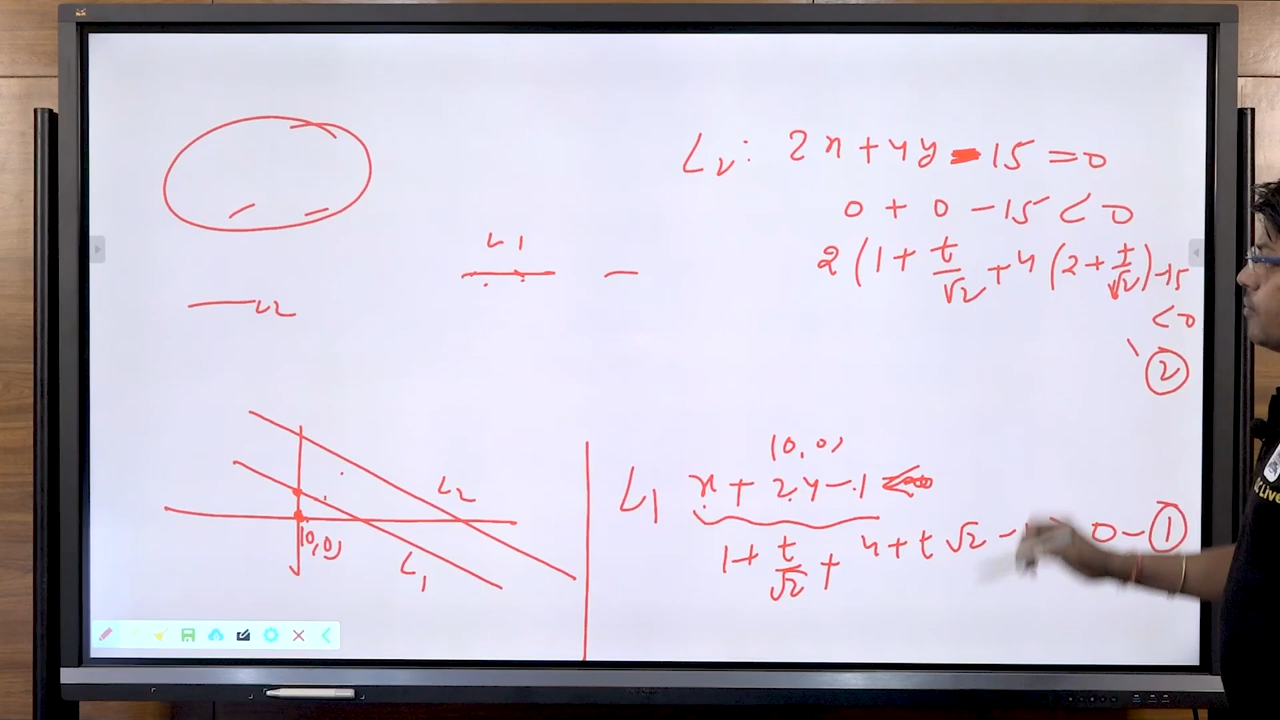 L₂: 2x + 4y - 15 = 0
0 + 0 - 15 < 0
2(1 + t/√2 + 4(2 + t/√2) - 15
< 0
②
L1
L2
L2
(0,0)
L₁
(0,0)
L₁ x + 2y - 1 <
1 + t/√2 + 4 + t√2 - 0 - ①
Live